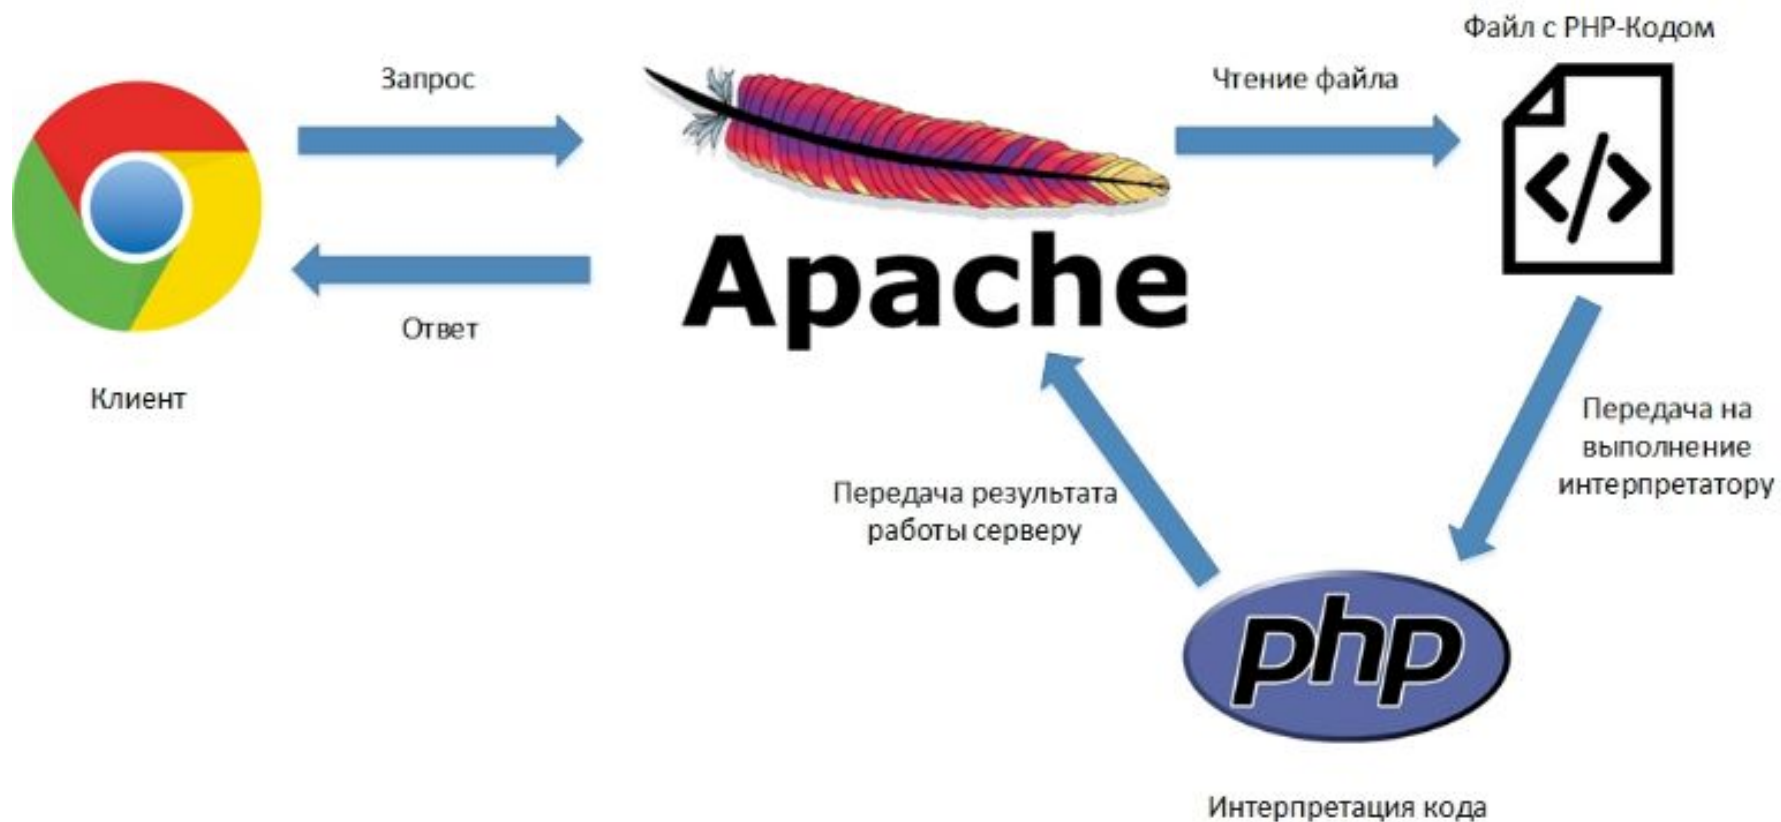 Файл с PHP-Кодом
Запрос
Чтение файла
</>
Apache
Ответ
Клиент
Передача на
выполнение
интерпретатору
Передача результата
работы серверу
php
Интерпретация кода